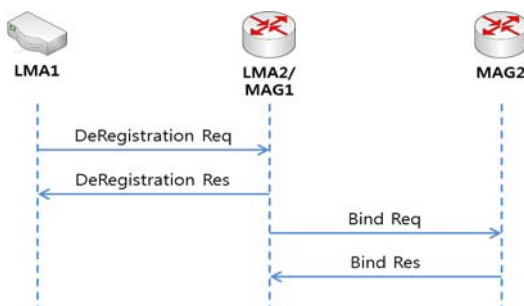 LMA1
LMA2/
MAG1
MAG2
DeRegistration Req
DeRegistration Res
Bind Req
Bind Res